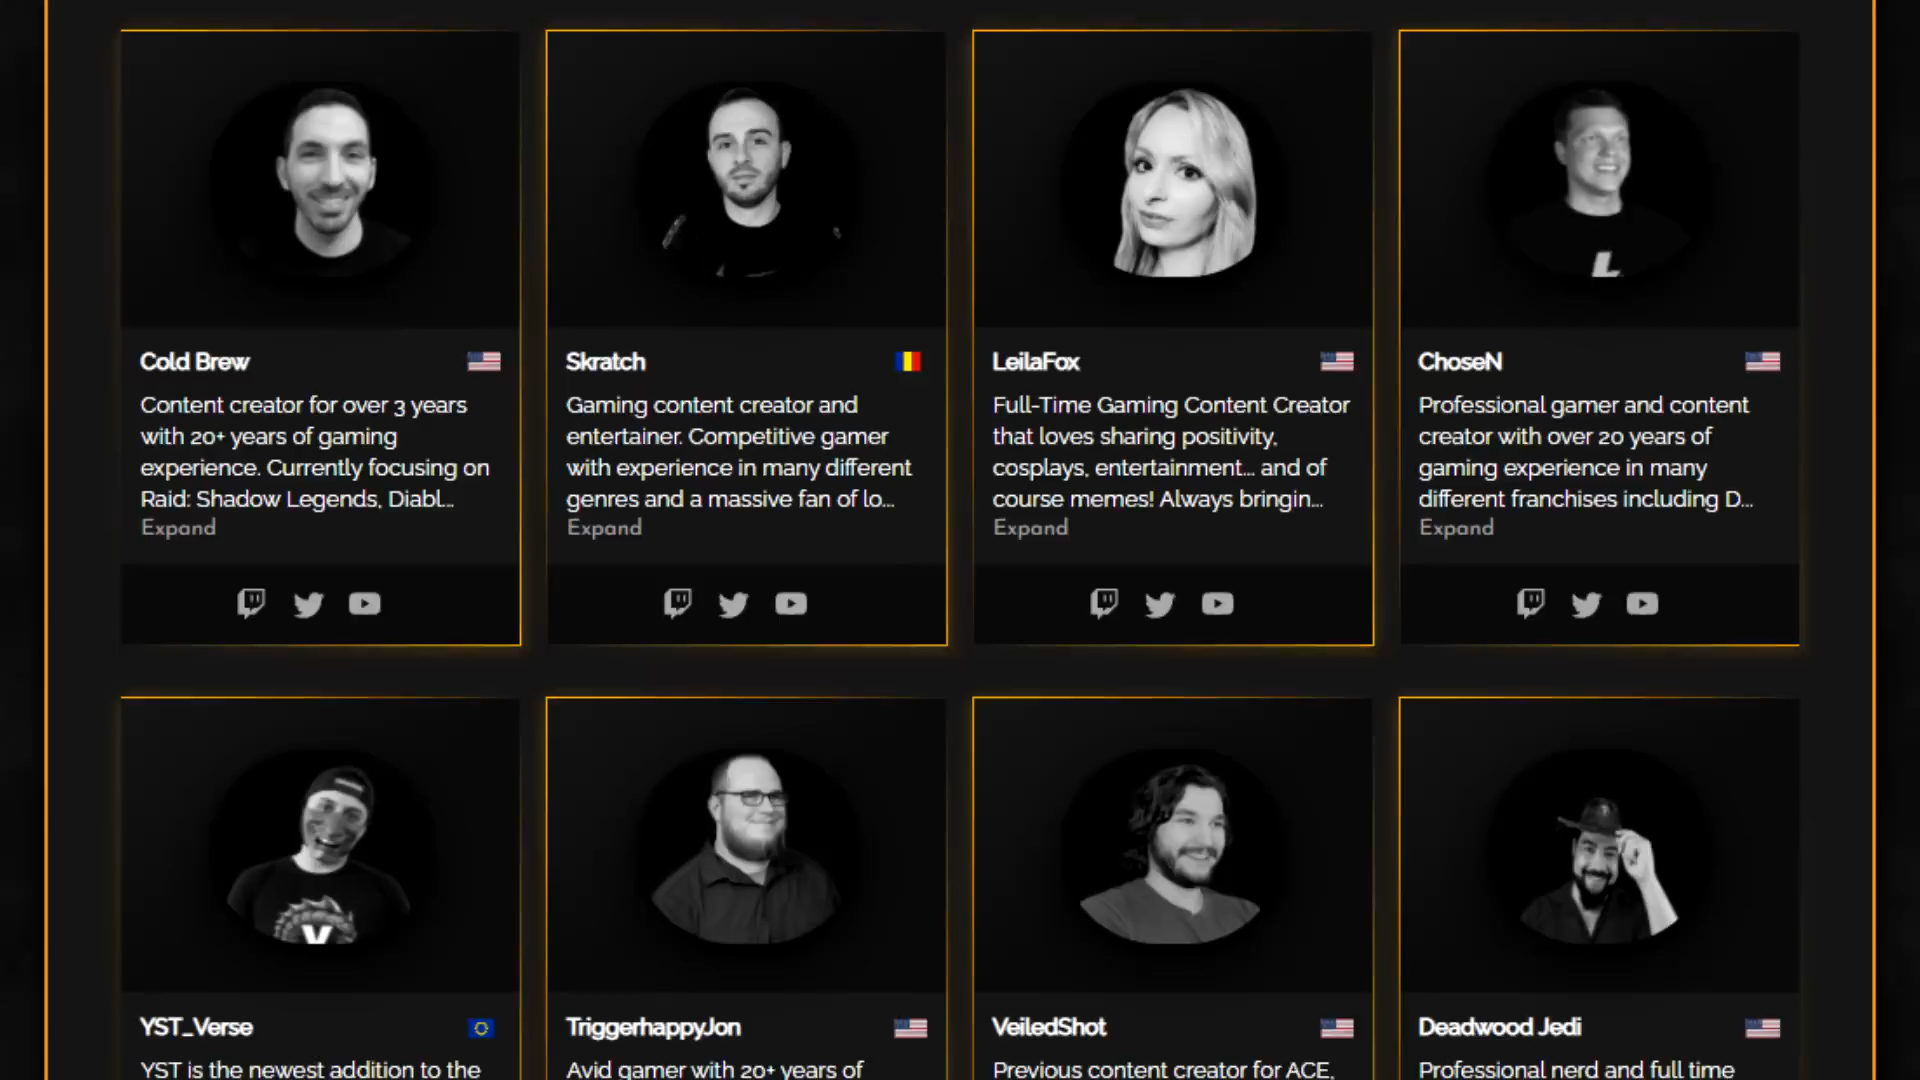 Cold Brew
Content creator for over 3 years
with 20+ years of gaming
experience. Currently focusing on
Raid: Shadow Legends, Diabl...
Expand
Skratch
Gaming content creator and
entertainer. Competitive gamer
with experience in many different
genres and a massive fan of lo...
Expand
LeilaFox
Full-Time Gaming Content Creator
that loves sharing positivity,
cosplays, entertainment... and of
course memes! Always bringin...
Expand
ChoseN
Professional gamer and content
creator with over 20 years of
gaming experience in many
different franchises including D...
Expand
YST_Verse
YST is the newest addition to the
TriggerhappyJon
Avid gamer with 20+ years of
VeiledShot
Previous content creator for ACE,
Deadwood Jedi
Professional nerd and full time